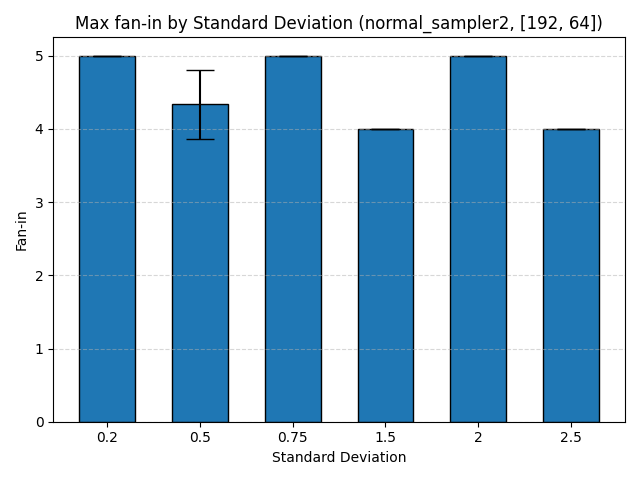 Max fan-in by Standard Deviation (normal_sampler2, [192, 64])
5
4
3
2
1
0
Fan-in
0.2 0.5 0.75 1.5 2 2.5
Standard Deviation